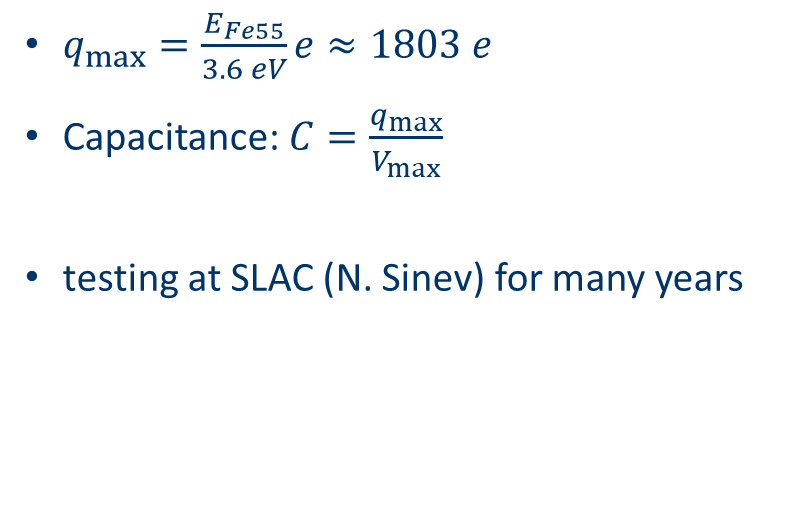 • q_max = E_Fe55 / 3.6 eV e ≈ 1803 e
• Capacitance: C = q_max / V_max
• testing at SLAC (N. Sinev) for many years